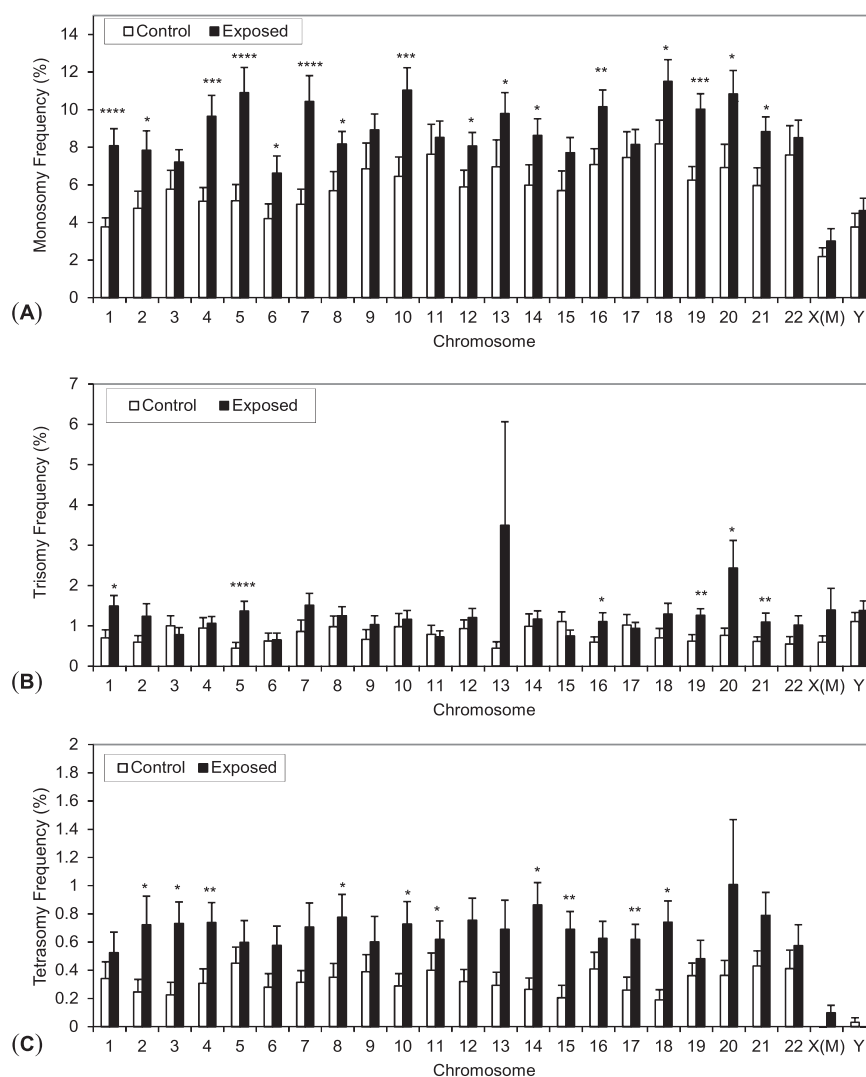 14
12
10
8
6
4
2
0
Monosomy Frequency (%)
Control Exposed
**** * *** **** * **** * *** * * * ** * *** * *
1 2 3 4 5 6 7 8 9 10 11 12 13 14 15 16 17 18 19 20 21 22 X(M) Y
Chromosome
(A)
7
6
5
4
3
2
1
0
Trisomy Frequency (%)
Control Exposed
* **** * ** * **
1 2 3 4 5 6 7 8 9 10 11 12 13 14 15 16 17 18 19 20 21 22 X(M) Y
Chromosome
(B)
2
1.8
1.6
1.4
1.2
1
0.8
0.6
0.4
0.2
0
Tetrasomy Frequency (%)
Control Exposed
* * ** * * * * ** ** *
1 2 3 4 5 6 7 8 9 10 11 12 13 14 15 16 17 18 19 20 21 22 X(M) Y
Chromosome
(C)